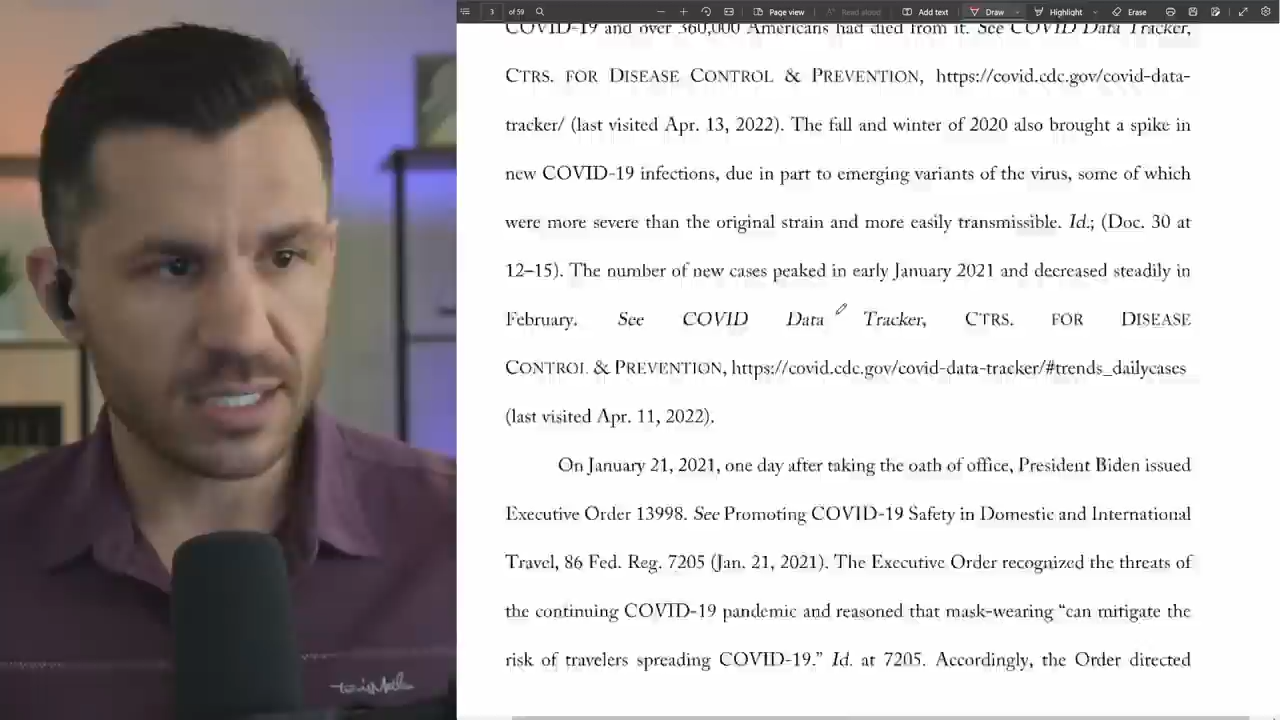 3 of 59 Page view Read aloud Add text Draw Highlight Erase
COVID-19 and over 360,000 Americans had died from it. See COVID Data Tracker,
CTRS. FOR DISEASE CONTROL & PREVENTION, https://covid.cdc.gov/covid-data-
tracker/ (last visited Apr. 13, 2022). The fall and winter of 2020 also brought a spike in
new COVID-19 infections, due in part to emerging variants of the virus, some of which
were more severe than the original strain and more easily transmissible. Id.; (Doc. 30 at
12–15). The number of new cases peaked in early January 2021 and decreased steadily in
February. See COVID Data Tracker, CTRS. FOR DISEASE
CONTROL & PREVENTION, https://covid.cdc.gov/covid-data-tracker/#trends_dailycases
(last visited Apr. 11, 2022).
On January 21, 2021, one day after taking the oath of office, President Biden issued
Executive Order 13998. See Promoting COVID-19 Safety in Domestic and International
Travel, 86 Fed. Reg. 7205 (Jan. 21, 2021). The Executive Order recognized the threats of
the continuing COVID-19 pandemic and reasoned that mask-wearing “can mitigate the
risk of travelers spreading COVID-19.” Id. at 7205. Accordingly, the Order directed